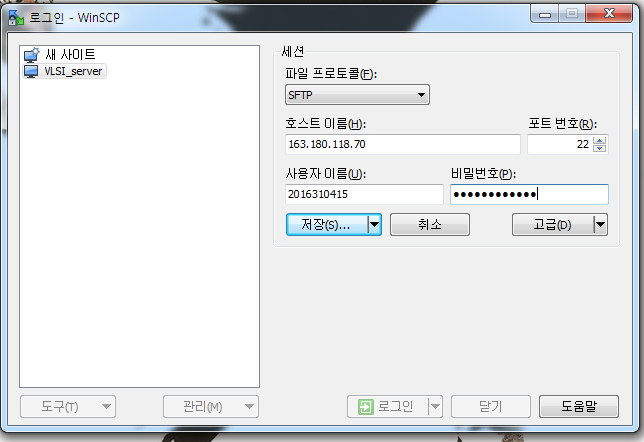 로그인 - WinSCP
새 사이트
VLSI_server
세션
파일 프로토콜(F):
SFTP
호스트 이름(H):
포트 번호(R):
163.180.118.70
22
사용자 이름(U):
비밀번호(P):
2016310415
●●●●●●●●●●●●
저장(S)...
취소
고급(D)
도구(T)
관리(M)
로그인
닫기
도움말